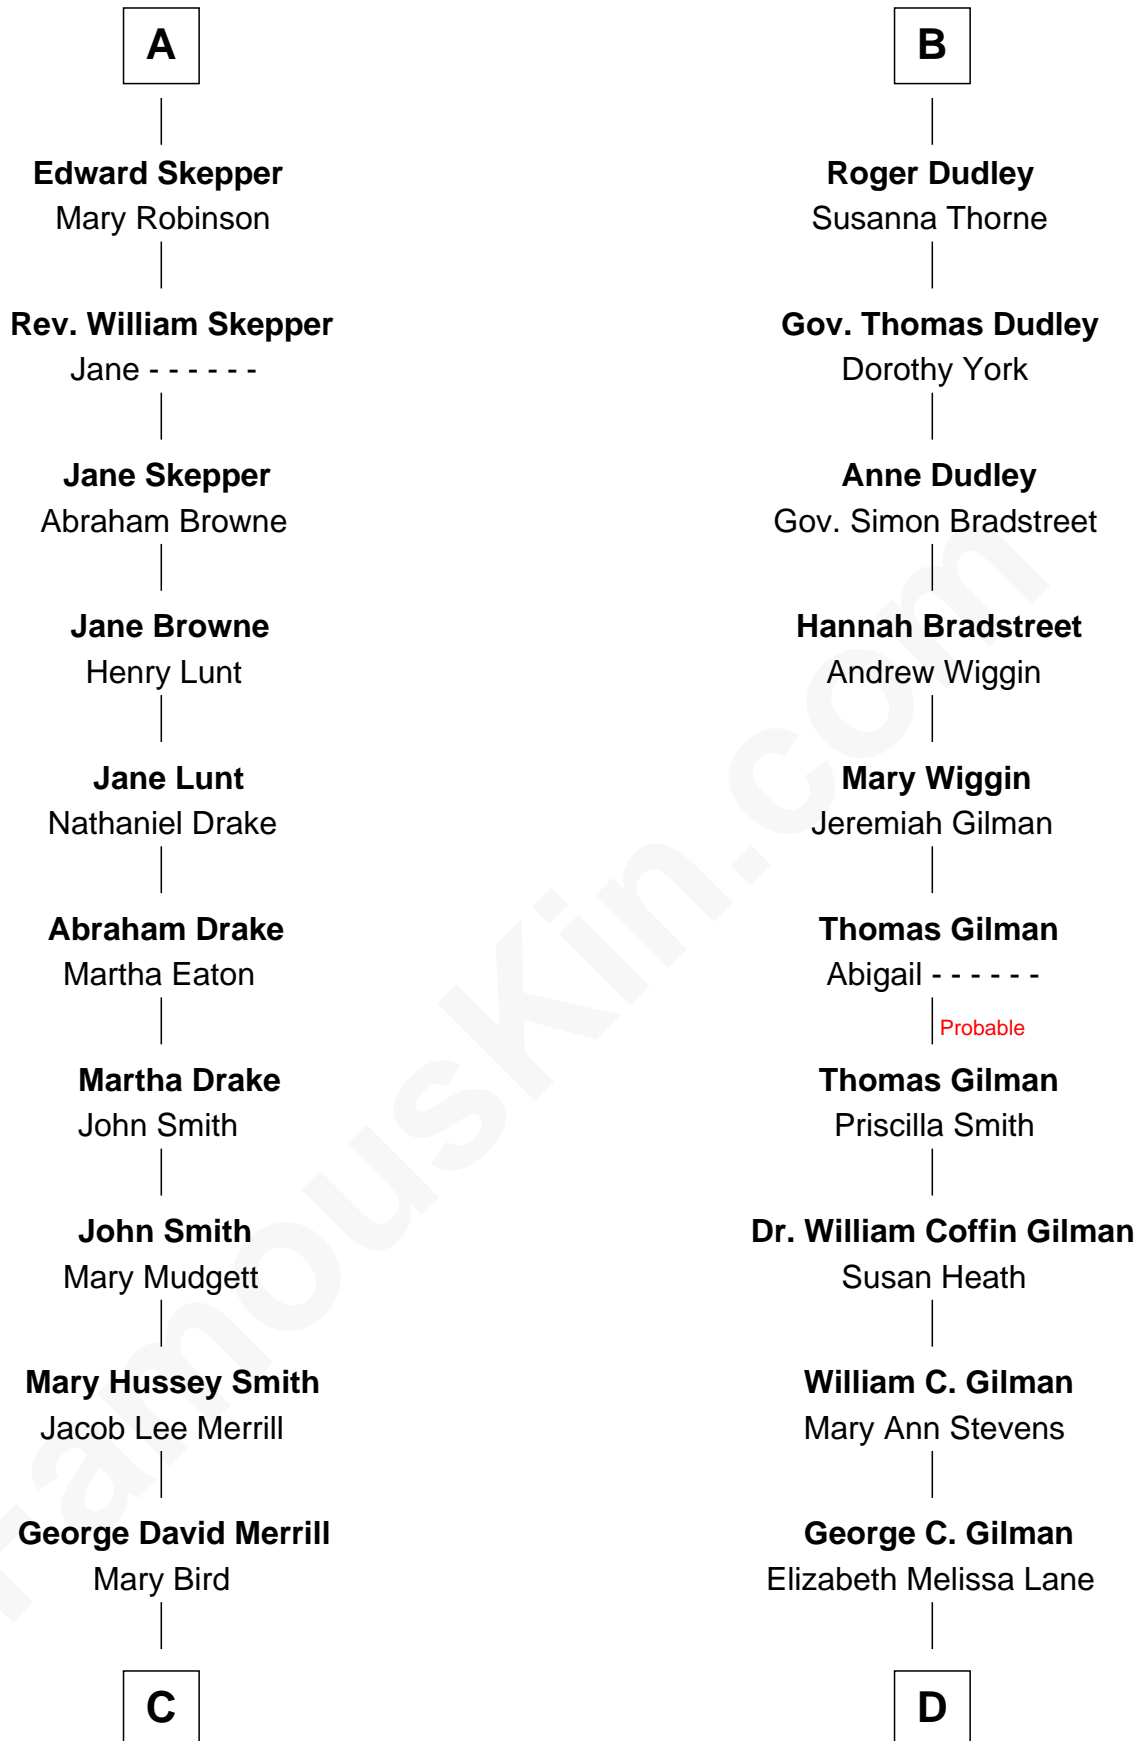 A
Edward Skepper
Mary Robinson
Rev. William Skepper
Jane - - - - - -
Jane Skepper
Abraham Browne
Jane Browne
Henry Lunt
Jane Lunt
Nathaniel Drake
Abraham Drake
Martha Eaton
Martha Drake
John Smith
John Smith
Mary Mudgett
Mary Hussey Smith
Jacob Lee Merrill
George David Merrill
Mary Bird
C
B
Roger Dudley
Susanna Thorne
Gov. Thomas Dudley
Dorothy York
Anne Dudley
Gov. Simon Bradstreet
Hannah Bradstreet
Andrew Wiggin
Mary Wiggin
Jeremiah Gilman
Thomas Gilman
Abigail - - - - - -
Probable
Thomas Gilman
Priscilla Smith
Dr. William Coffin Gilman
Susan Heath
William C. Gilman
Mary Ann Stevens
George C. Gilman
Elizabeth Melissa Lane
D
FamousKin.com